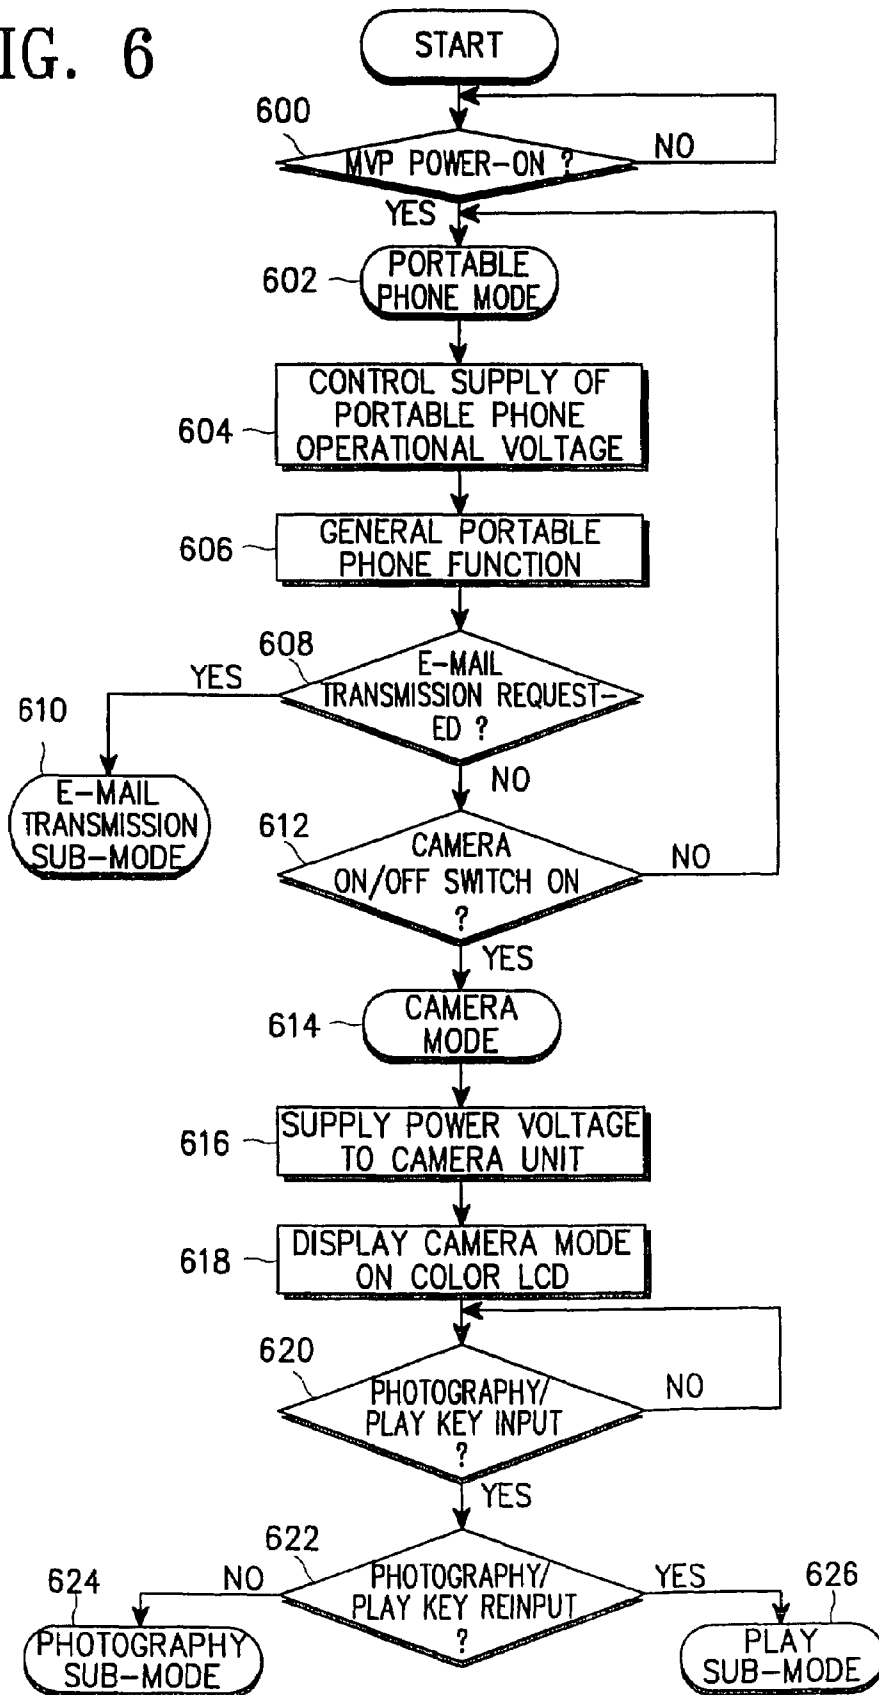 IG. 6
START
600
MVP POWER-ON ?
NO
YES
602
PORTABLE
PHONE MODE
604
CONTROL SUPPLY OF
PORTABLE PHONE
OPERATIONAL VOLTAGE
606
GENERAL PORTABLE
PHONE FUNCTION
608
E-MAIL
TRANSMISSION REQUEST-
ED ?
YES
610
E-MAIL
TRANSMISSION
SUB-MODE
NO
612
CAMERA
ON/OFF SWITCH ON
?
NO
YES
614
CAMERA
MODE
616
SUPPLY POWER VOLTAGE
TO CAMERA UNIT
618
DISPLAY CAMERA MODE
ON COLOR LCD
620
PHOTOGRAPHY/
PLAY KEY INPUT
?
NO
YES
622
PHOTOGRAPHY/
PLAY KEY REINPUT
?
NO
YES
624
PHOTOGRAPHY
SUB-MODE
626
PLAY
SUB-MODE